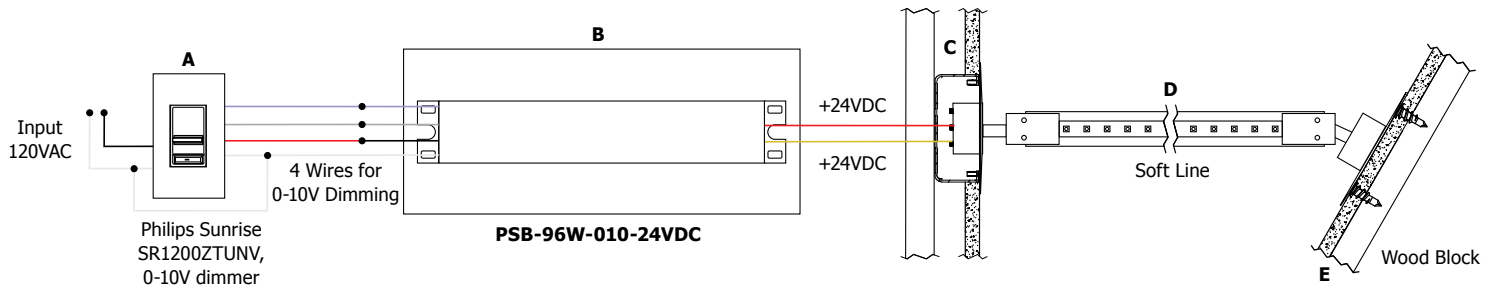 A
B
C
D
E
Input
120VAC
4 Wires for
0-10V Dimming
Philips Sunrise
SR1200ZTUNV,
0-10V dimmer
PSB-96W-010-24VDC
+24VDC
+24VDC
Soft Line
Wood Block